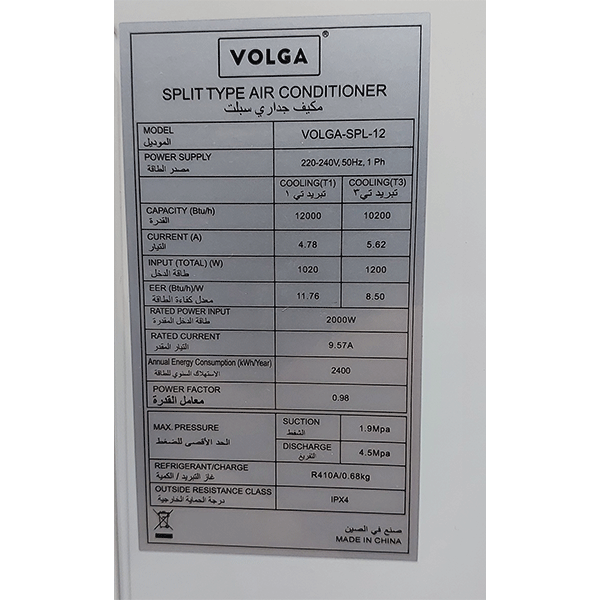 VOLGA ®
SPLIT TYPE AIR CONDITIONER
مكيف جداري سبلت
MODEL VOLGA-SPL-12
الموديل
POWER SUPPLY 220-240V, 50Hz, 1 Ph
مصدر الطاقة
COOLING(T1) COOLING(T3)
تبريد تي ١ تبريد تي٣
CAPACITY (Btu/h) 12000 10200
القدرة
CURRENT (A) 4.78 5.62
التيار
INPUT (TOTAL) (W) 1020 1200
طاقة الدخل
EER (Btu/h)/W 11.76 8.50
معدل كفاءة الطاقة
RATED POWER INPUT 2000W
طاقة الدخل المقدرة
RATED CURRENT 9.57A
التيار المقدر
Annual Energy Consumption (kWh/Year) 2400
الاستهلاك السنوي للطاقة
POWER FACTOR 0.98
معامل القدرة
MAX. PRESSURE SUCTION 1.9Mpa
الحد الأقصى للضغط الشفط
DISCHARGE 4.5Mpa
التفريغ
REFRIGERANT/CHARGE R410A/0.68kg
غاز التبريد / الكمية
OUTSIDE RESISTANCE CLASS IPX4
درجة الحماية الخارجية
صنع في الصين
MADE IN CHINA